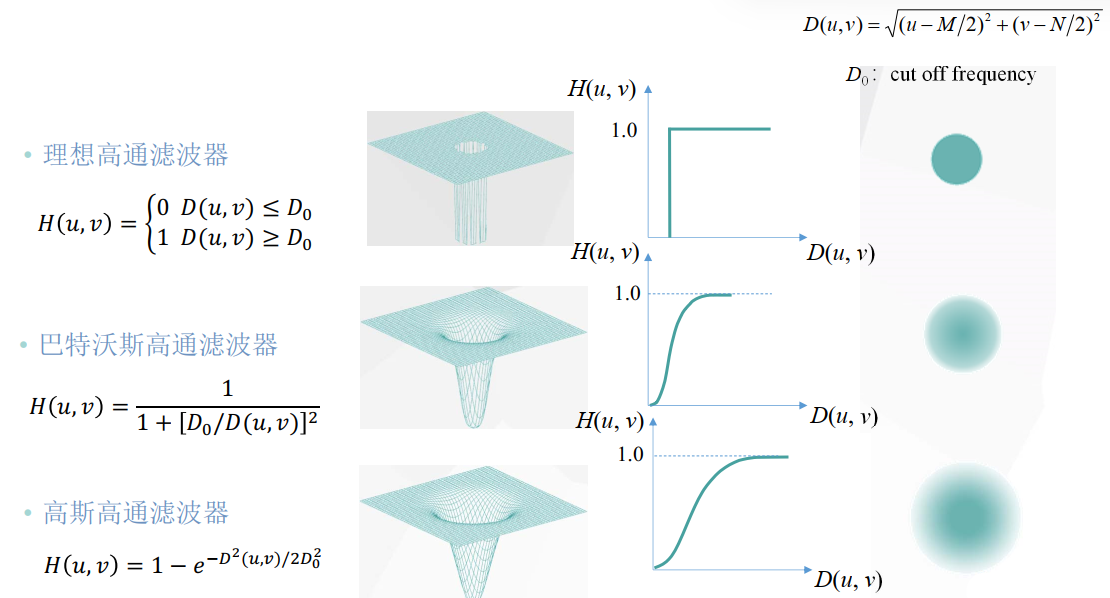 D(u,v)=√((u−M/2)²+(v−N/2)²)
D₀: cut off frequency
• 理想高通滤波器
H(u,v) = {0 D(u,v) ≤ D₀
1 D(u,v) ≥ D₀
H(u, v)
1.0
D(u, v)
• 巴特沃斯高通滤波器
H(u,v) = 1 / (1 + [D₀/D(u,v)]²)
H(u, v)
1.0
D(u, v)
• 高斯高通滤波器
H(u,v) = 1 − e^(−D²(u,v)/2D₀²)
H(u, v)
1.0
D(u, v)